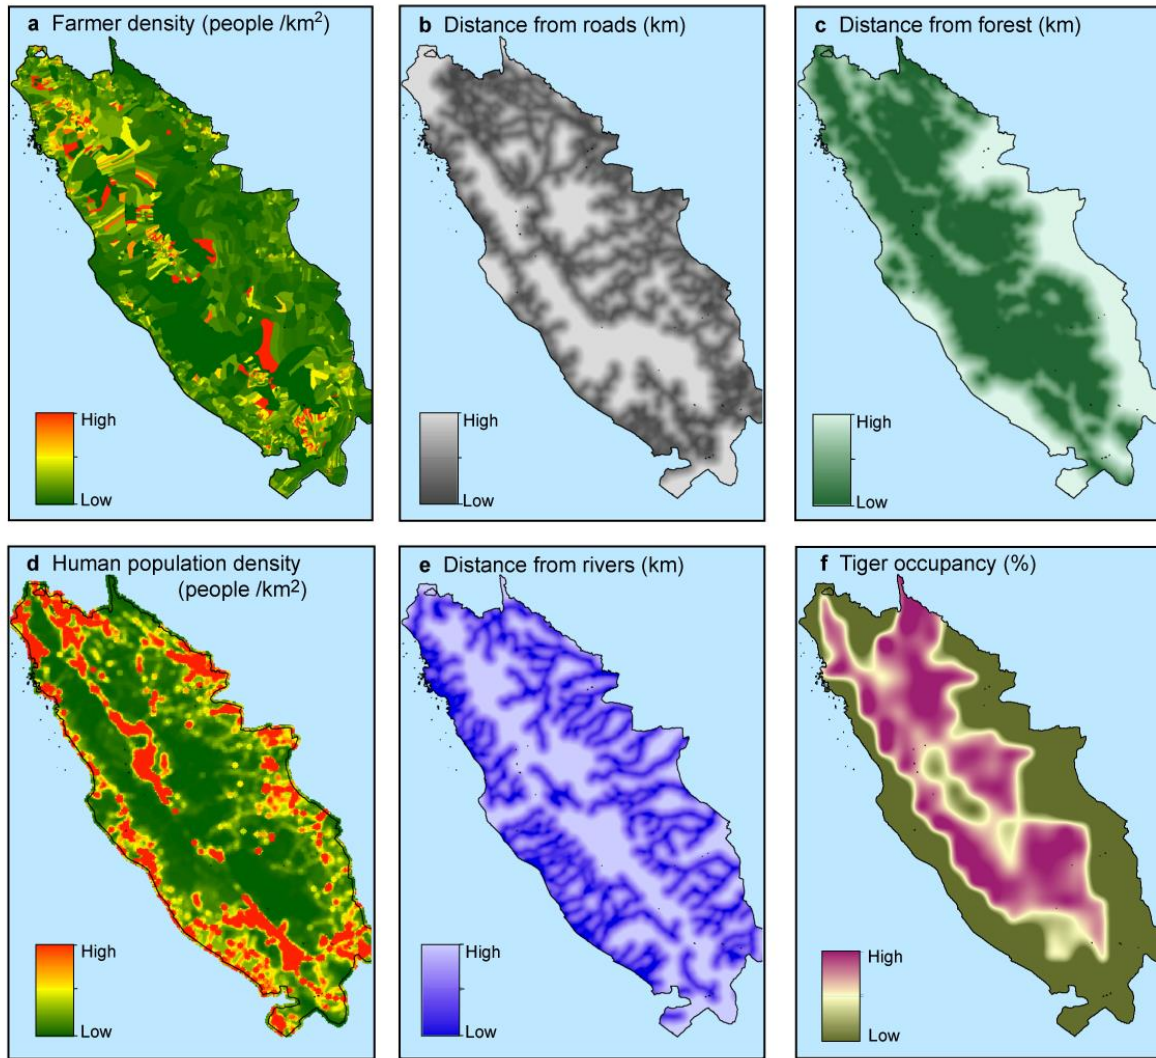 a Farmer density (people /km²)
High
Low
b Distance from roads (km)
High
Low
c Distance from forest (km)
High
Low
d Human population density
(people /km²)
High
Low
e Distance from rivers (km)
High
Low
f Tiger occupancy (%)
High
Low